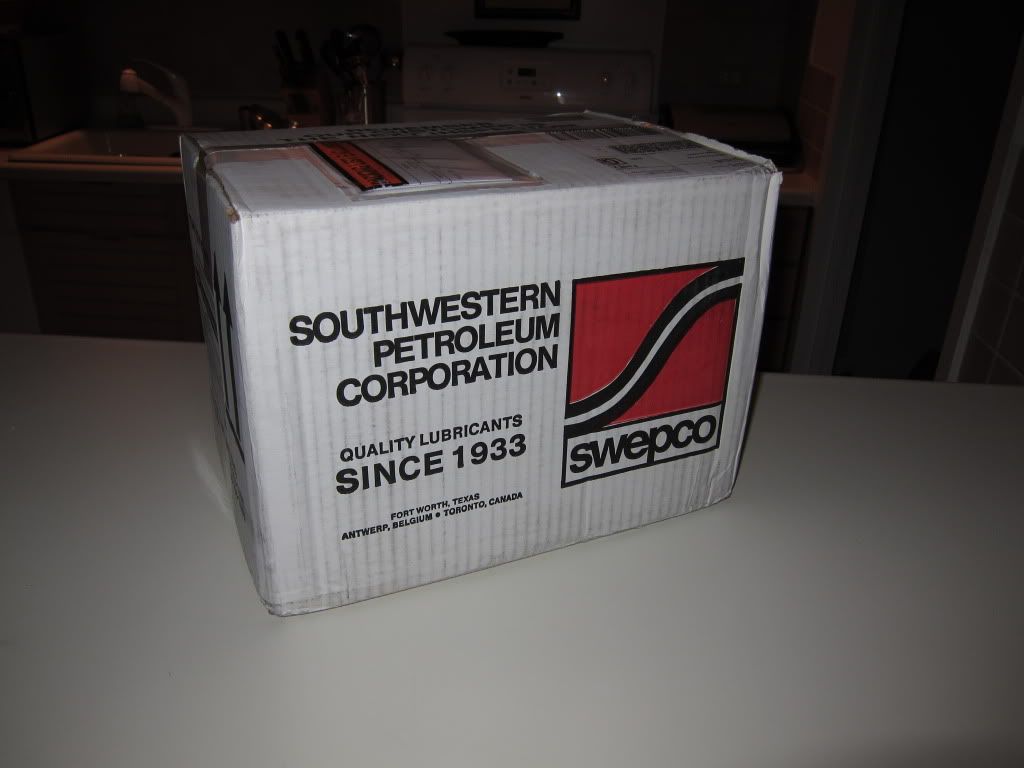 SOUTHWESTERN
PETROLEUM
CORPORATION
QUALITY LUBRICANTS
SINCE 1933
FORT WORTH, TEXAS
ANTWERP, BELGIUM • TORONTO, CANADA
swepco